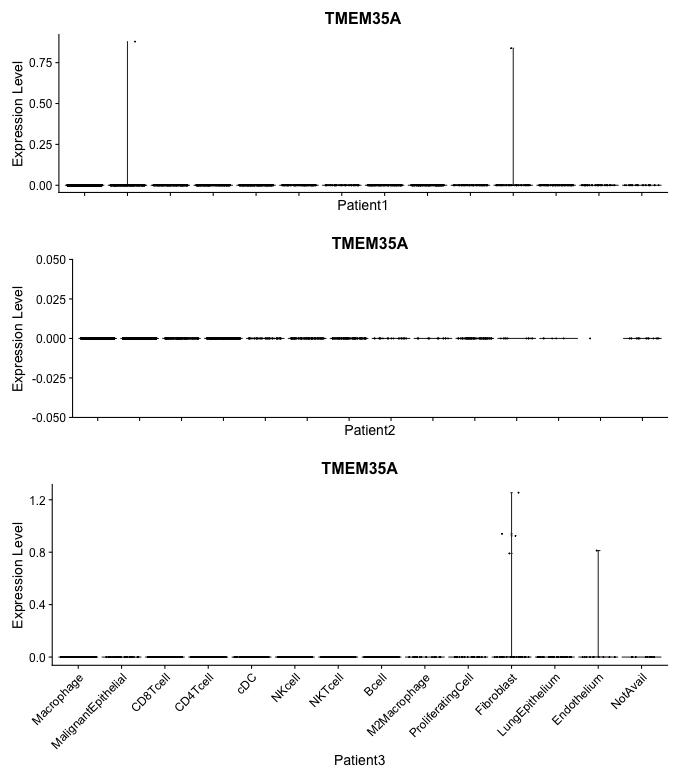 TMEM35A
Expression Level
0.75
0.50
0.25
0.00
Patient1
TMEM35A
Expression Level
0.050
0.025
0.000
-0.025
-0.050
Patient2
TMEM35A
Expression Level
1.2
0.8
0.4
0.0
Macrophage
MalignantEpithelial
CD8Tcell
CD4Tcell
cDC
NKcell
NKTcell
Bcell
M2Macrophage
ProliferatingCell
Fibroblast
LungEpithelium
Endothelium
NotAvail
Patient3